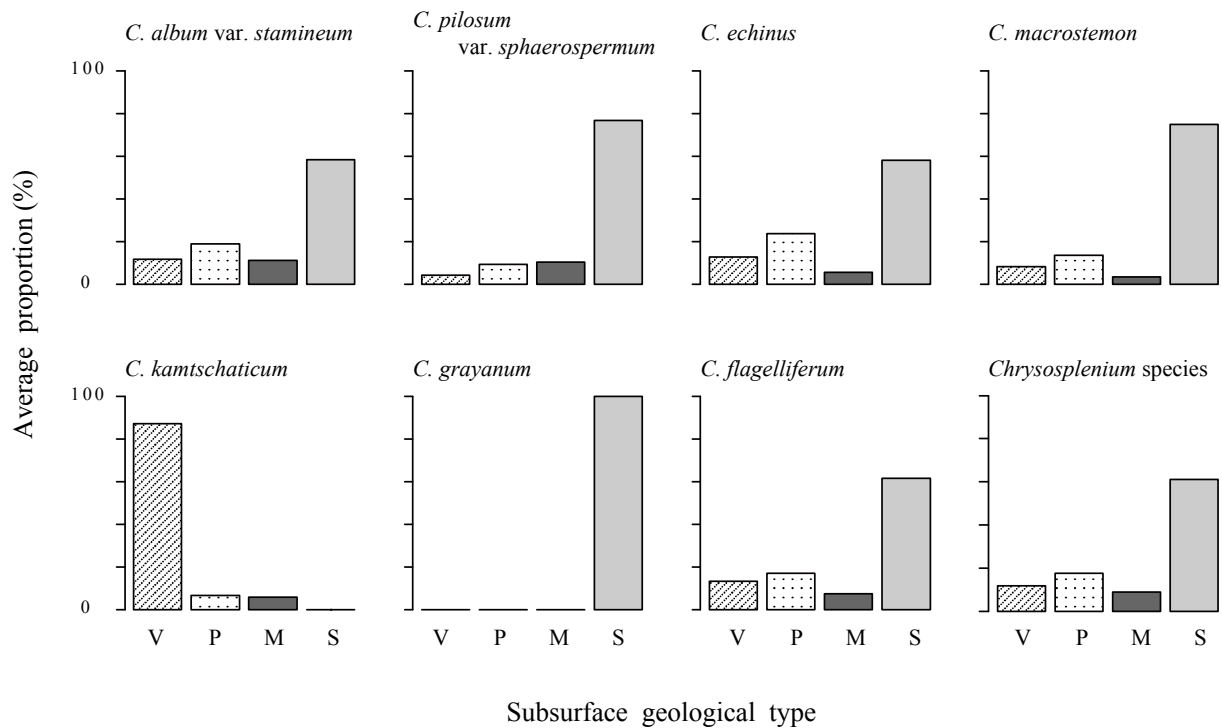 C. album var. stamineum
C. pilosum
var. sphaerospermum
C. echinus
C. macrostemon
100
0
C. kamtschaticum
C. grayanum
C. flagelliferum
Chrysosplenium species
100
0
Average proportion (%)
V P M S
V P M S
V P M S
V P M S
Subsurface geological type